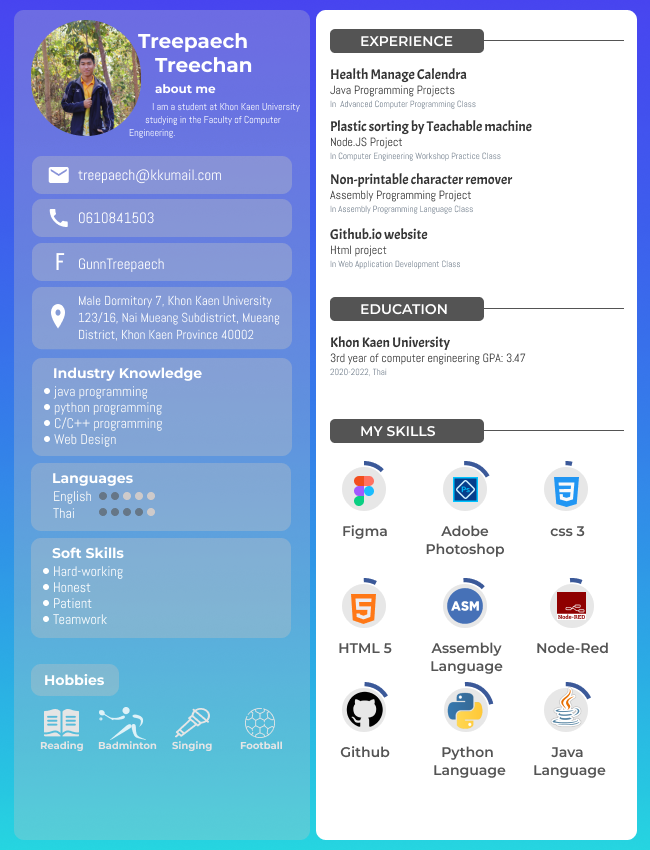 Treepaech
Treechan
about me
I am a student at Khon Kaen University
studying in the Faculty of Computer
Engineering.
treepaech@kkumail.com
0610841503
F GunnTreepaech
Male Dormitory 7, Khon Kaen University
123/16, Nai Mueang Subdistrict, Mueang
District, Khon Kaen Province 40002
Industry Knowledge
java programming
python programming
C/C++ programming
Web Design
Languages
English
Thai
Soft Skills
Hard-working
Honest
Patient
Teamwork
Hobbies
Reading Badminton Singing Football
EXPERIENCE
Health Manage Calendra
Java Programming Projects
In Advanced Computer Programming Class
Plastic sorting by Teachable machine
Node.JS Project
In Computer Engineering Workshop Practice Class
Non-printable character remover
Assembly Programming Project
In Assembly Programming Language Class
Github.io website
Html project
In Web Application Development Class
EDUCATION
Khon Kaen University
3rd year of computer engineering GPA: 3.47
2020-2022, Thai
MY SKILLS
Ps
Figma
Adobe
Photoshop
css 3
ASM
Node-RED
HTML 5
Assembly
Language
Node-Red
Github
Python
Language
Java
Language